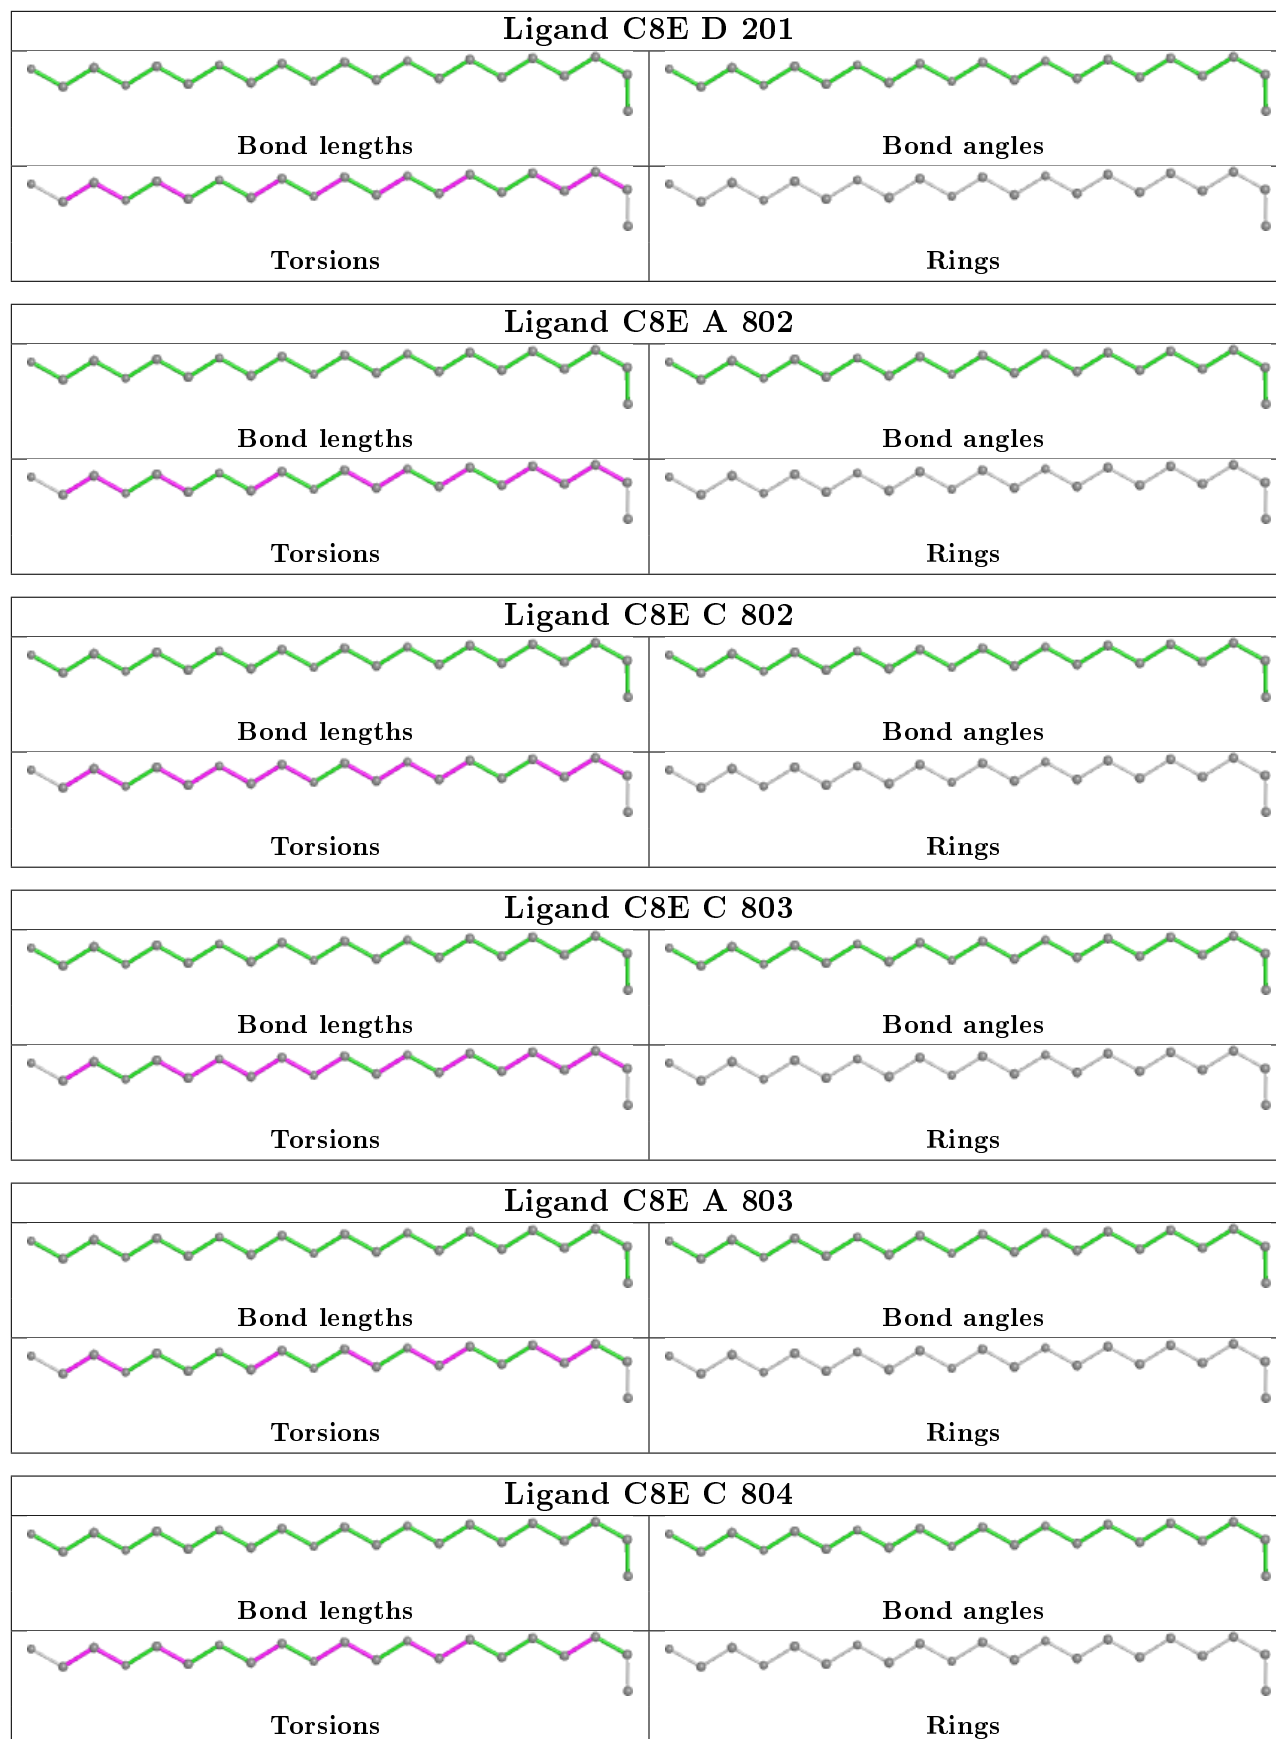 Ligand C8E D 201
Bond lengths
Bond angles
Torsions
Rings
Ligand C8E A 802
Bond lengths
Bond angles
Torsions
Rings
Ligand C8E C 802
Bond lengths
Bond angles
Torsions
Rings
Ligand C8E C 803
Bond lengths
Bond angles
Torsions
Rings
Ligand C8E A 803
Bond lengths
Bond angles
Torsions
Rings
Ligand C8E C 804
Bond lengths
Bond angles
Torsions
Rings